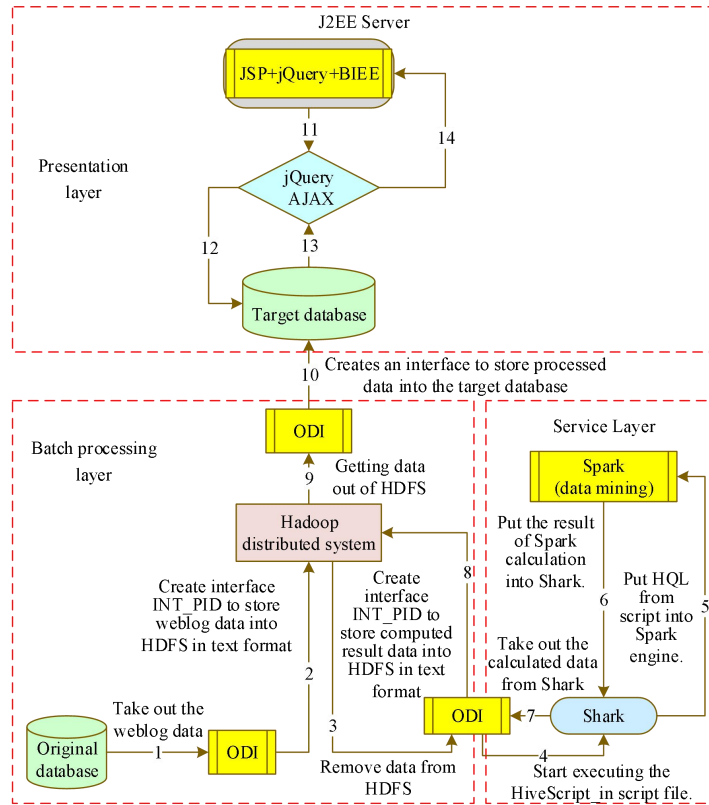 J2EE Server
JSP+jQuery+BIEE
11
14
Presentation
layer
jQuery
AJAX
12
13
Target database
10
Creates an interface to store processed
data into the target database
Batch processing
layer
ODI
9
Getting data
out of HDFS
Hadoop
distributed system
Create interface
INT_PID to store
weblog data into
HDFS in text format
2
Create
interface
INT_PID to
store computed
result data into
HDFS in text
format
8
Take out the
weblog data
Original
database
1
ODI
3
Remove data from
HDFS
ODI
Service Layer
Spark
(data mining)
Put the result
of Spark
calculation
into Shark.
6
Put HQL
from
script into
Spark
engine.
5
Take out the
calculated data
from Shark
7
Shark
4
Start executing the
HiveScript_in script file.